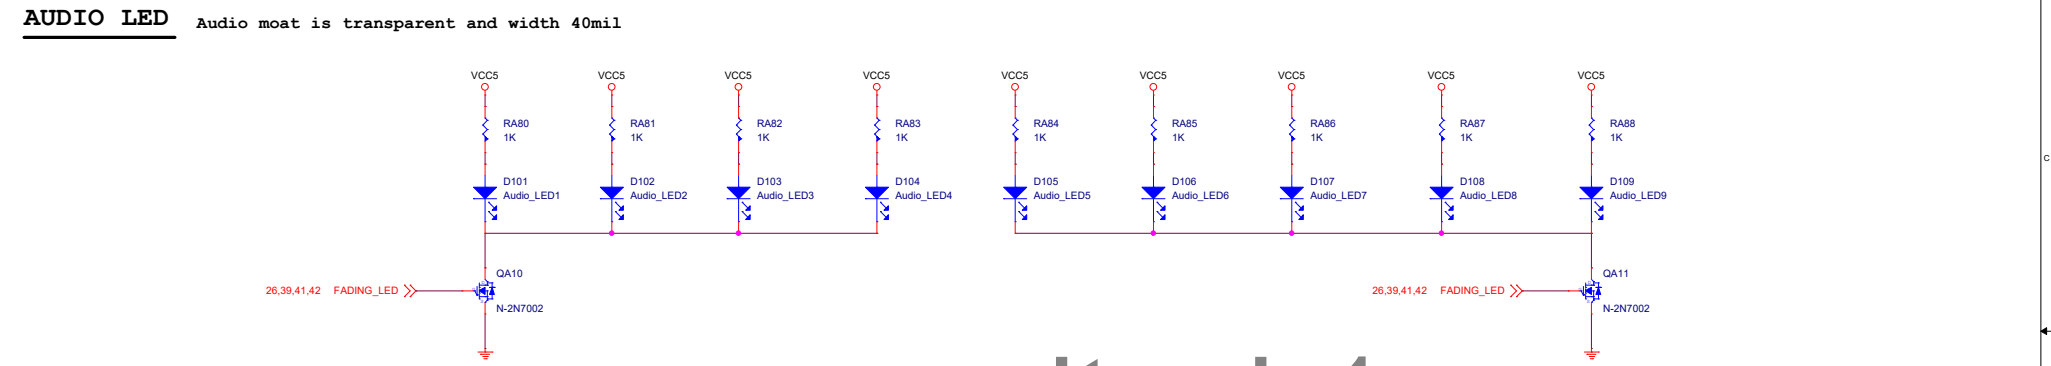 AUDIO LED Audio moat is transparent and width 40mil
VCC5 VCC5 VCC5 VCC5 VCC5 VCC5 VCC5 VCC5 VCC5
RA80 RA81 RA82 RA83 RA84 RA85 RA86 RA87 RA88
1K 1K 1K 1K 1K 1K 1K 1K 1K
C
D101 D102 D103 D104 D105 D106 D107 D108 D109
Audio_LED1 Audio_LED2 Audio_LED3 Audio_LED4 Audio_LED5 Audio_LED6 Audio_LED7 Audio_LED8 Audio_LED9
QA10 QA11
26,39,41,42 FADING_LED 26,39,41,42 FADING_LED
N-2N7002 N-2N7002